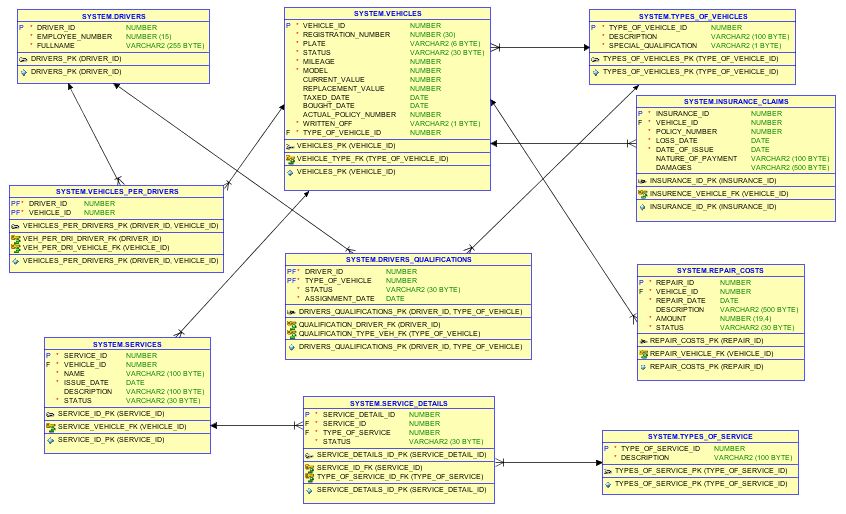 SYSTEM.DRIVERS
P * DRIVER_ID NUMBER
* EMPLOYEE_NUMBER NUMBER (15)
* FULLNAME VARCHAR2 (255 BYTE)
DRIVERS_PK (DRIVER_ID)
DRIVERS_PK (DRIVER_ID)
SYSTEM.VEHICLES
P * VEHICLE_ID NUMBER
* REGISTRATION_NUMBER NUMBER (30)
* PLATE VARCHAR2 (6 BYTE)
* STATUS VARCHAR2 (30 BYTE)
* MILEAGE NUMBER
* MODEL NUMBER
CURRENT_VALUE NUMBER
REPLACEMENT_VALUE NUMBER
TAXED_DATE DATE
BOUGHT_DATE DATE
ACTUAL_POLICY_NUMBER NUMBER
* WRITTEN_OFF VARCHAR2 (1 BYTE)
F * TYPE_OF_VEHICLE_ID NUMBER
VEHICLES_PK (VEHICLE_ID)
VEHICLE_TYPE_FK (TYPE_OF_VEHICLE_ID)
VEHICLES_PK (VEHICLE_ID)
SYSTEM.TYPES_OF_VEHICLES
P * TYPE_OF_VEHICLE_ID NUMBER
* DESCRIPTION VARCHAR2 (100 BYTE)
* SPECIAL_QUALIFICATION VARCHAR2 (1 BYTE)
TYPES_OF_VEHICLES_PK (TYPE_OF_VEHICLE_ID)
TYPES_OF_VEHICLES_PK (TYPE_OF_VEHICLE_ID)
SYSTEM.INSURANCE_CLAIMS
P * INSURANCE_ID NUMBER
F * VEHICLE_ID NUMBER
* POLICY_NUMBER NUMBER
* LOSS_DATE DATE
* DATE_OF_ISSUE DATE
NATURE_OF_PAYMENT VARCHAR2 (100 BYTE)
DAMAGES VARCHAR2 (500 BYTE)
INSURANCE_ID_PK (INSURANCE_ID)
INSURENCE_VEHICLE_FK (VEHICLE_ID)
INSURANCE_ID_PK (INSURANCE_ID)
SYSTEM.VEHICLES_PER_DRIVERS
PF* DRIVER_ID NUMBER
PF* VEHICLE_ID NUMBER
VEHICLES_PER_DRIVERS_PK (DRIVER_ID, VEHICLE_ID)
VEH_PER_DRI_DRIVER_FK (DRIVER_ID)
VEH_PER_DRI_VEHICLE_FK (VEHICLE_ID)
VEHICLES_PER_DRIVERS_PK (DRIVER_ID, VEHICLE_ID)
SYSTEM.DRIVERS_QUALIFICATIONS
PF* DRIVER_ID NUMBER
PF* TYPE_OF_VEHICLE NUMBER
* STATUS VARCHAR2 (30 BYTE)
* ASSIGNMENT_DATE DATE
DRIVERS_QUALIFICATIONS_PK (DRIVER_ID, TYPE_OF_VEHICLE)
QUALIFICATION_DRIVER_FK (DRIVER_ID)
QUALIFICATION_TYPE_VEH_FK (TYPE_OF_VEHICLE)
DRIVERS_QUALIFICATIONS_PK (DRIVER_ID, TYPE_OF_VEHICLE)
SYSTEM.REPAIR_COSTS
P * REPAIR_ID NUMBER
F * VEHICLE_ID NUMBER
* REPAIR_DATE DATE
DESCRIPTION VARCHAR2 (500 BYTE)
* AMOUNT NUMBER (19.4)
* STATUS VARCHAR2 (30 BYTE)
REPAIR_COSTS_PK (REPAIR_ID)
REPAIR_VEHICLE_FK (VEHICLE_ID)
REPAIR_COSTS_PK (REPAIR_ID)
SYSTEM.SERVICES
P * SERVICE_ID NUMBER
F * VEHICLE_ID NUMBER
* NAME VARCHAR2 (100 BYTE)
* ISSUE_DATE DATE
DESCRIPTION VARCHAR2 (100 BYTE)
* STATUS VARCHAR2 (30 BYTE)
SERVICE_ID_PK (SERVICE_ID)
SERVICE_VEHICLE_FK (VEHICLE_ID)
SERVICE_ID_PK (SERVICE_ID)
SYSTEM.SERVICE_DETAILS
P * SERVICE_DETAIL_ID NUMBER
F * SERVICE_ID NUMBER
F * TYPE_OF_SERVICE NUMBER
* STATUS VARCHAR2 (30 BYTE)
SERVICE_DETAILS_ID_PK (SERVICE_DETAIL_ID)
SERVICE_ID_FK (SERVICE_ID)
TYPE_OF_SERVICE_ID_FK (TYPE_OF_SERVICE)
SERVICE_DETAILS_ID_PK (SERVICE_DETAIL_ID)
SYSTEM.TYPES_OF_SERVICE
P * TYPE_OF_SERVICE_ID NUMBER
* DESCRIPTION VARCHAR2 (100 BYTE)
TYPES_OF_SERVICE_PK (TYPE_OF_SERVICE_ID)
TYPES_OF_SERVICE_PK (TYPE_OF_SERVICE_ID)